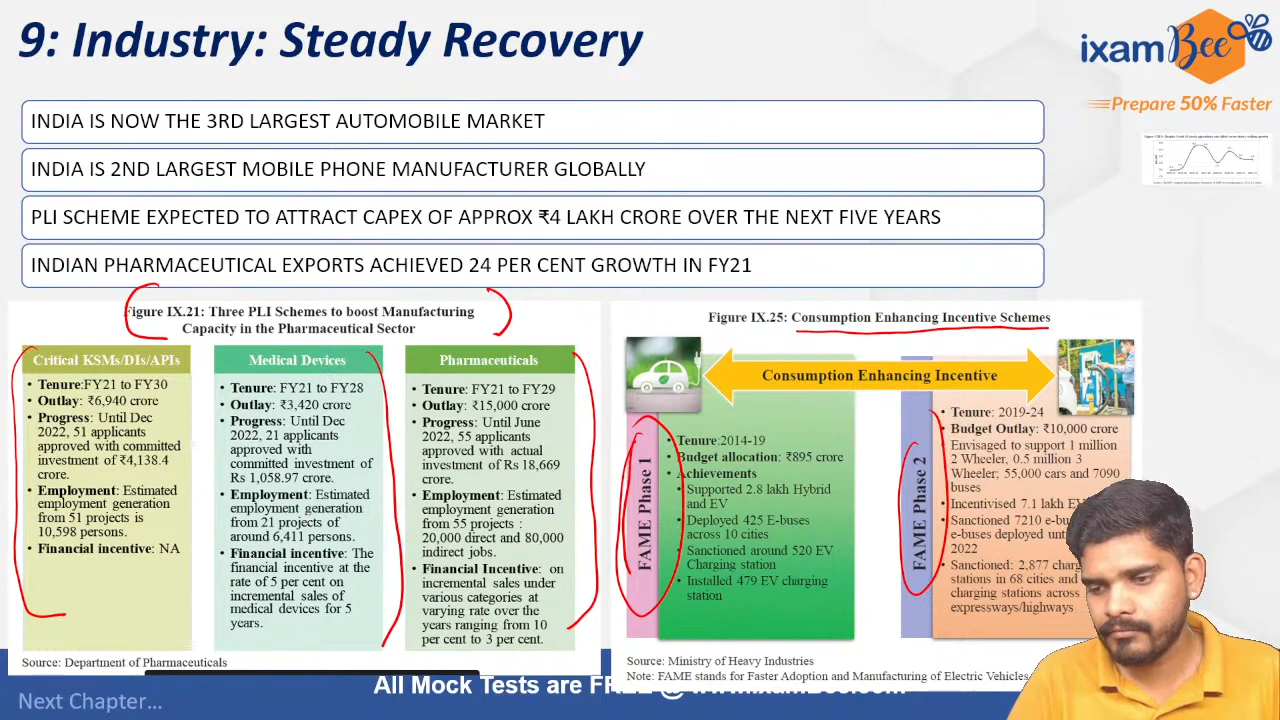 9: Industry: Steady Recovery
ixamBee
Prepare 50% Faster
INDIA IS NOW THE 3RD LARGEST AUTOMOBILE MARKET
INDIA IS 2ND LARGEST MOBILE PHONE MANUFACTURER GLOBALLY
PLI SCHEME EXPECTED TO ATTRACT CAPEX OF APPROX ₹4 LAKH CRORE OVER THE NEXT FIVE YEARS
INDIAN PHARMACEUTICAL EXPORTS ACHIEVED 24 PER CENT GROWTH IN FY21
Figure IX.21: Three PLI Schemes to boost Manufacturing
Capacity in the Pharmaceutical Sector
Critical KSMs/DIs/APIs
• Tenure:FY21 to FY30
• Outlay: ₹6,940 crore
• Progress: Until Dec
2022, 51 applicants
approved with committed
investment of ₹4,138.4
crore.
• Employment: Estimated
employment generation
from 51 projects is
10,598 persons.
• Financial incentive: NA
Medical Devices
• Tenure: FY21 to FY28
• Outlay: ₹3,420 crore
• Progress: Until Dec
2022, 21 applicants
approved with
committed investment of
Rs 1,058.97 crore.
• Employment: Estimated
employment generation
from 21 projects of
around 6,411 persons.
• Financial incentive: The
financial incentive at the
rate of 5 per cent on
incremental sales of
medical devices for 5
years.
Pharmaceuticals
• Tenure: FY21 to FY29
• Outlay: ₹15,000 crore
• Progress: Until June
2022, 55 applicants
approved with actual
investment of Rs 18,669
crore.
• Employment: Estimated
employment generation
from 55 projects :
20,000 direct and 80,000
indirect jobs.
• Financial Incentive: on
incremental sales under
various categories at
varying rate over the
years ranging from 10
per cent to 3 per cent.
Source: Department of Pharmaceuticals
Figure IX.25: Consumption Enhancing Incentive Schemes
Consumption Enhancing Incentive
FAME Phase 1
• Tenure:2014-19
• Budget allocation: ₹895 crore
• Achievements
• Supported 2.8 lakh Hybrid
and EV
• Deployed 425 E-buses
across 10 cities
• Sanctioned around 520 EV
Charging station
• Installed 479 EV charging
station
FAME Phase 2
• Tenure: 2019-24
• Budget Outlay: ₹10,000 crore
• Envisaged to support 1 million
2 Wheeler, 0.5 million 3
Wheeler; 55,000 cars and 7090
buses
• Incentivised 7.1 lakh
• Sanctioned 7210
e-buses deployed
2022
• Sanctioned: 2,877
stations in 68 cities and
charging stations across
expressways/highways
Source: Ministry of Heavy Industries
Note: FAME stands for Faster Adoption and Manufacturing of Electric Vehicles
All Mock Tests are
Next Chapter...